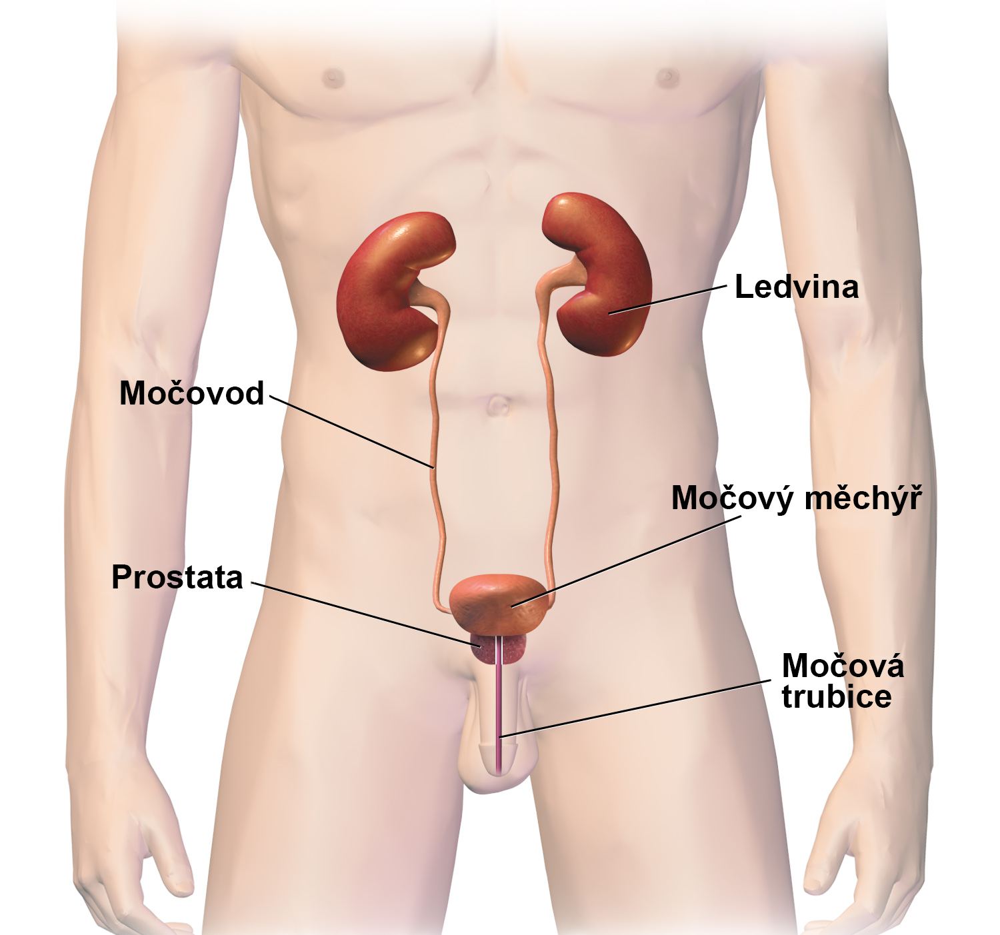 Ledvina
Močovod
Močový měchýř
Prostata
Močová
trubice